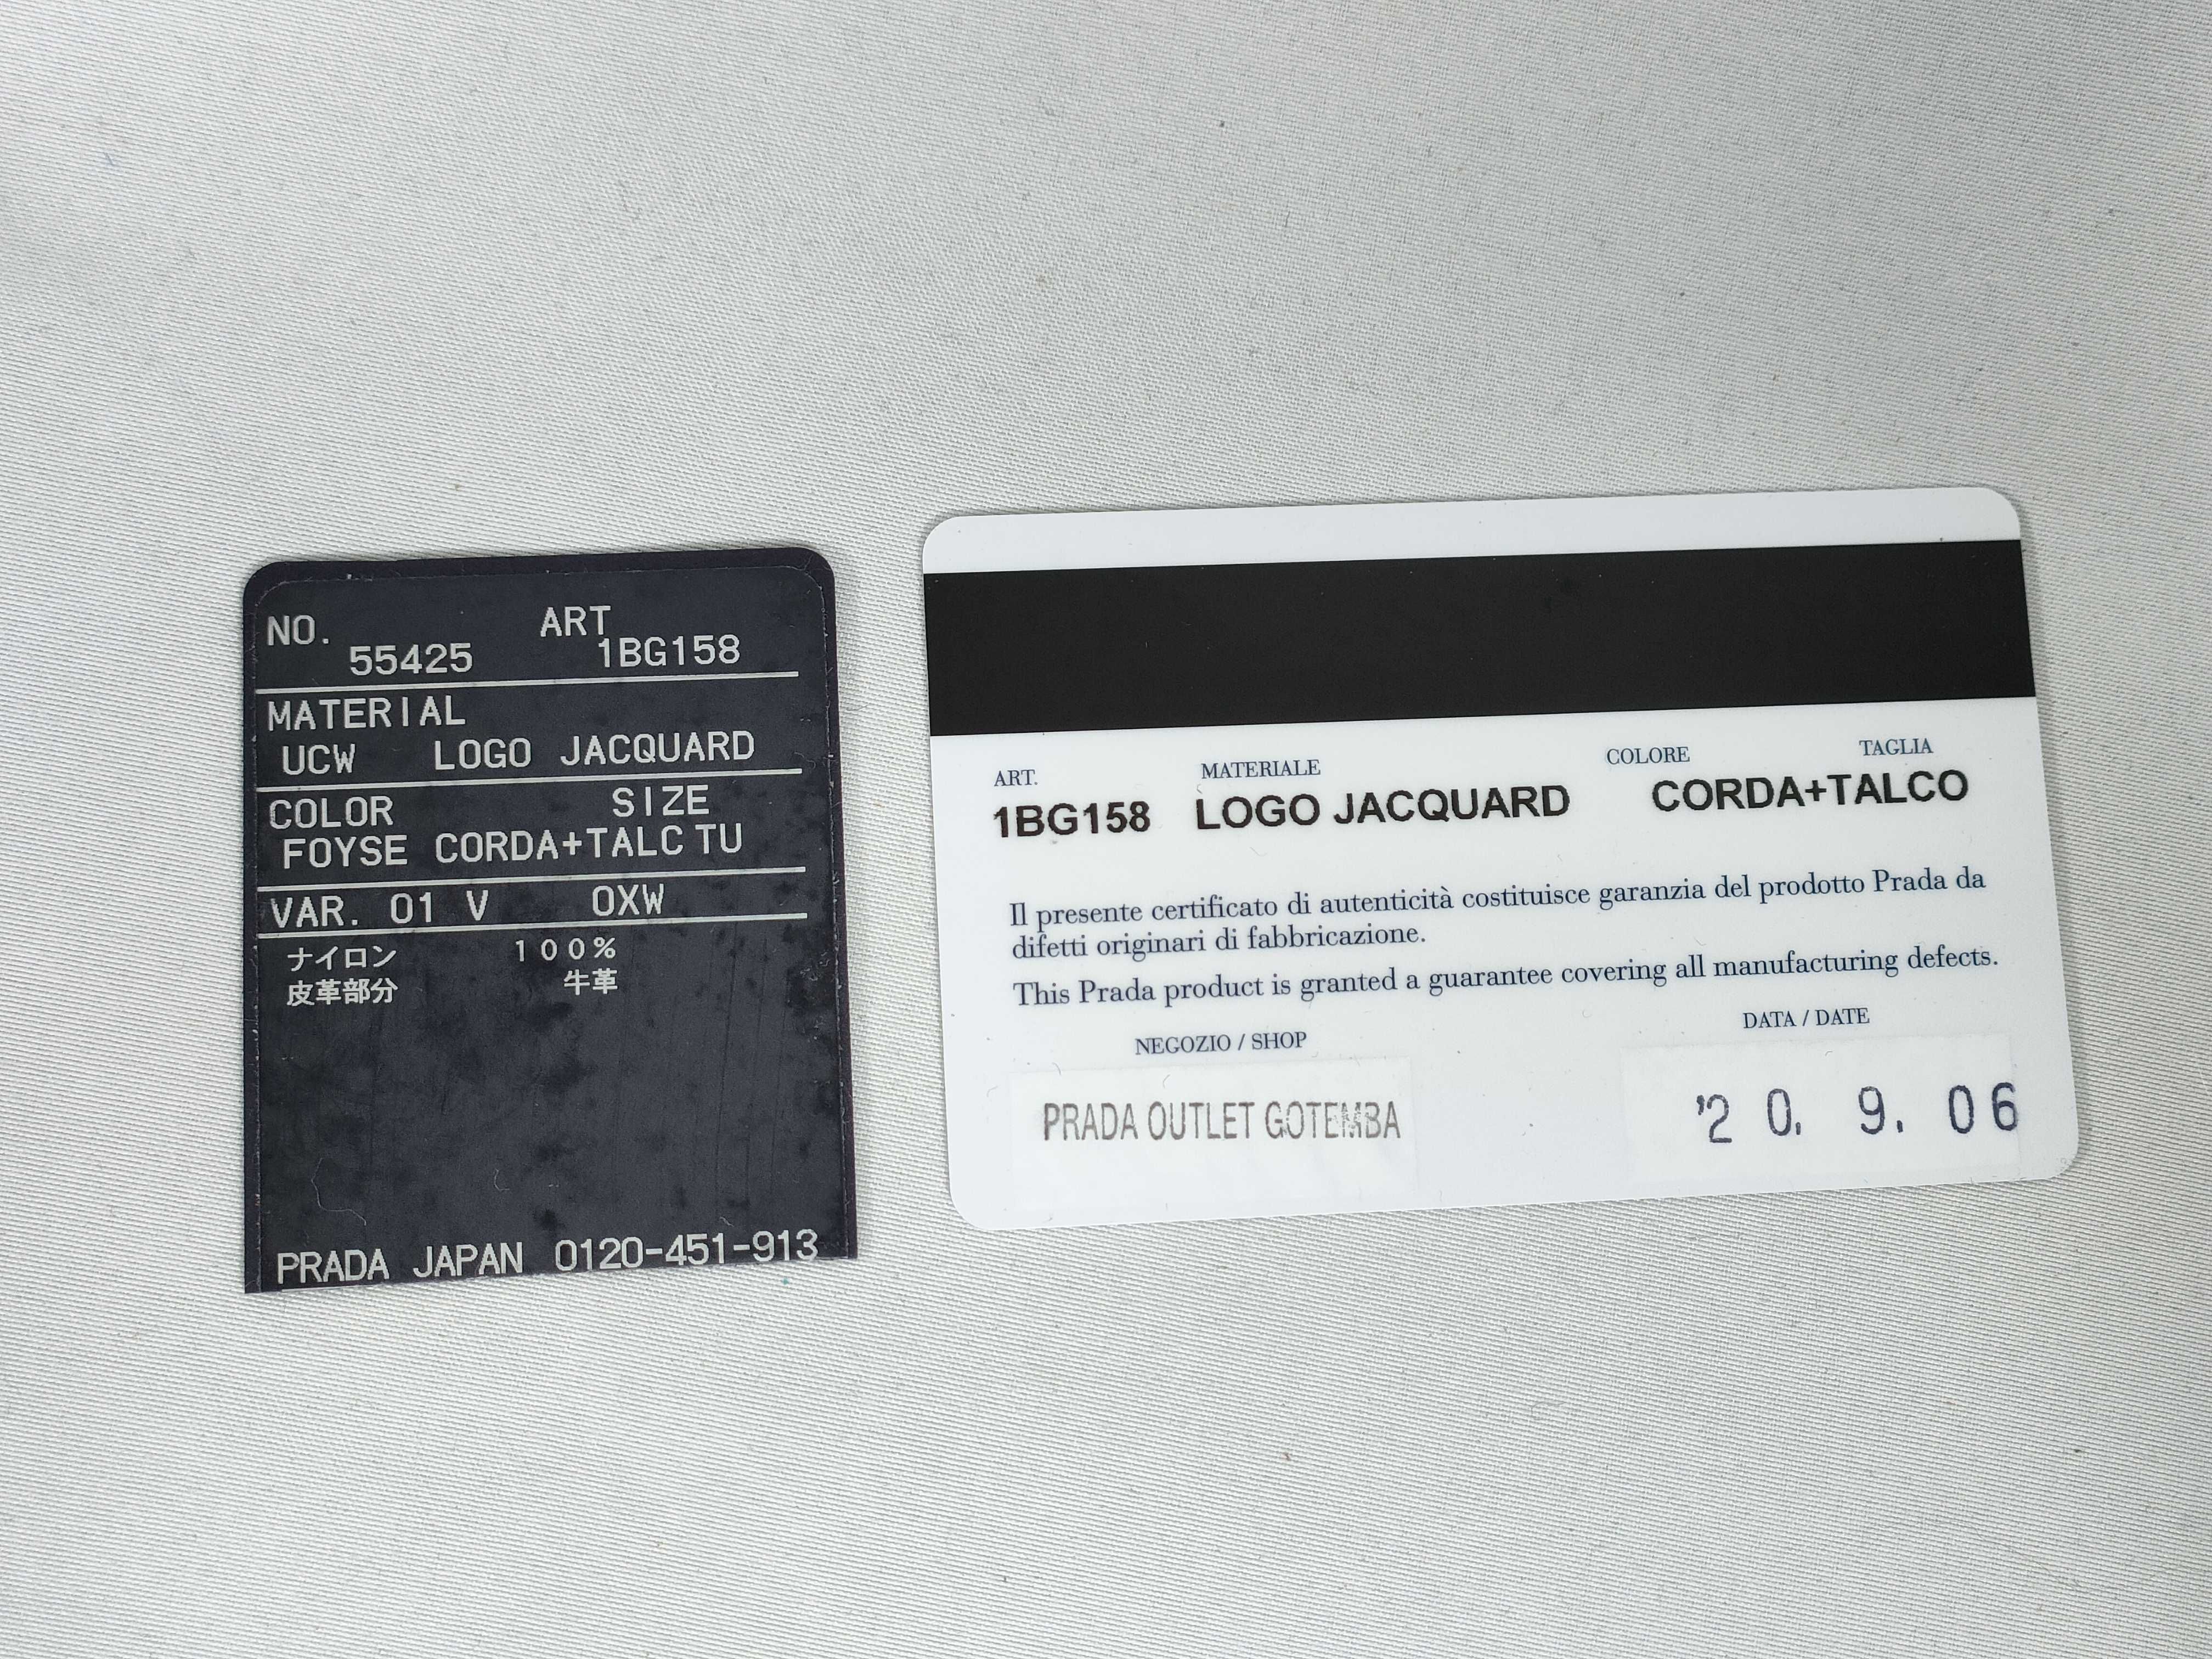 NO. ART
55425 1BG158
MATERIAL
UCW LOGO JACQUARD
COLOR SIZE
FOYSE CORDA+TALC TU
VAR. 01 V OXW
ナイロン 100%
皮革部分 牛革
PRADA JAPAN 0120-451-913
ART. MATERIALE COLORE TAGLIA
1BG158 LOGO JACQUARD CORDA+TALCO
Il presente certificato di autenticità costituisce garanzia del prodotto Prada da
difetti originari di fabbricazione.
This Prada product is granted a guarantee covering all manufacturing defects.
NEGOZIO / SHOP DATA / DATE
PRADA OUTLET GOTEMBA '20. 9. 06